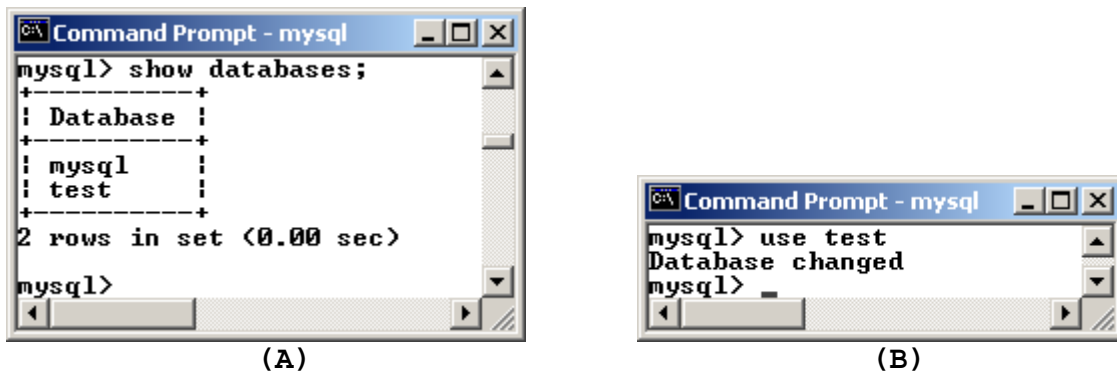 Command Prompt - mysql
mysql> show databases;
+----------+
| Database |
+----------+
| mysql    |
| test     |
+----------+
2 rows in set (0.00 sec)
mysql>
(A)
Command Prompt - mysql
mysql> use test
Database changed
mysql> _
(B)